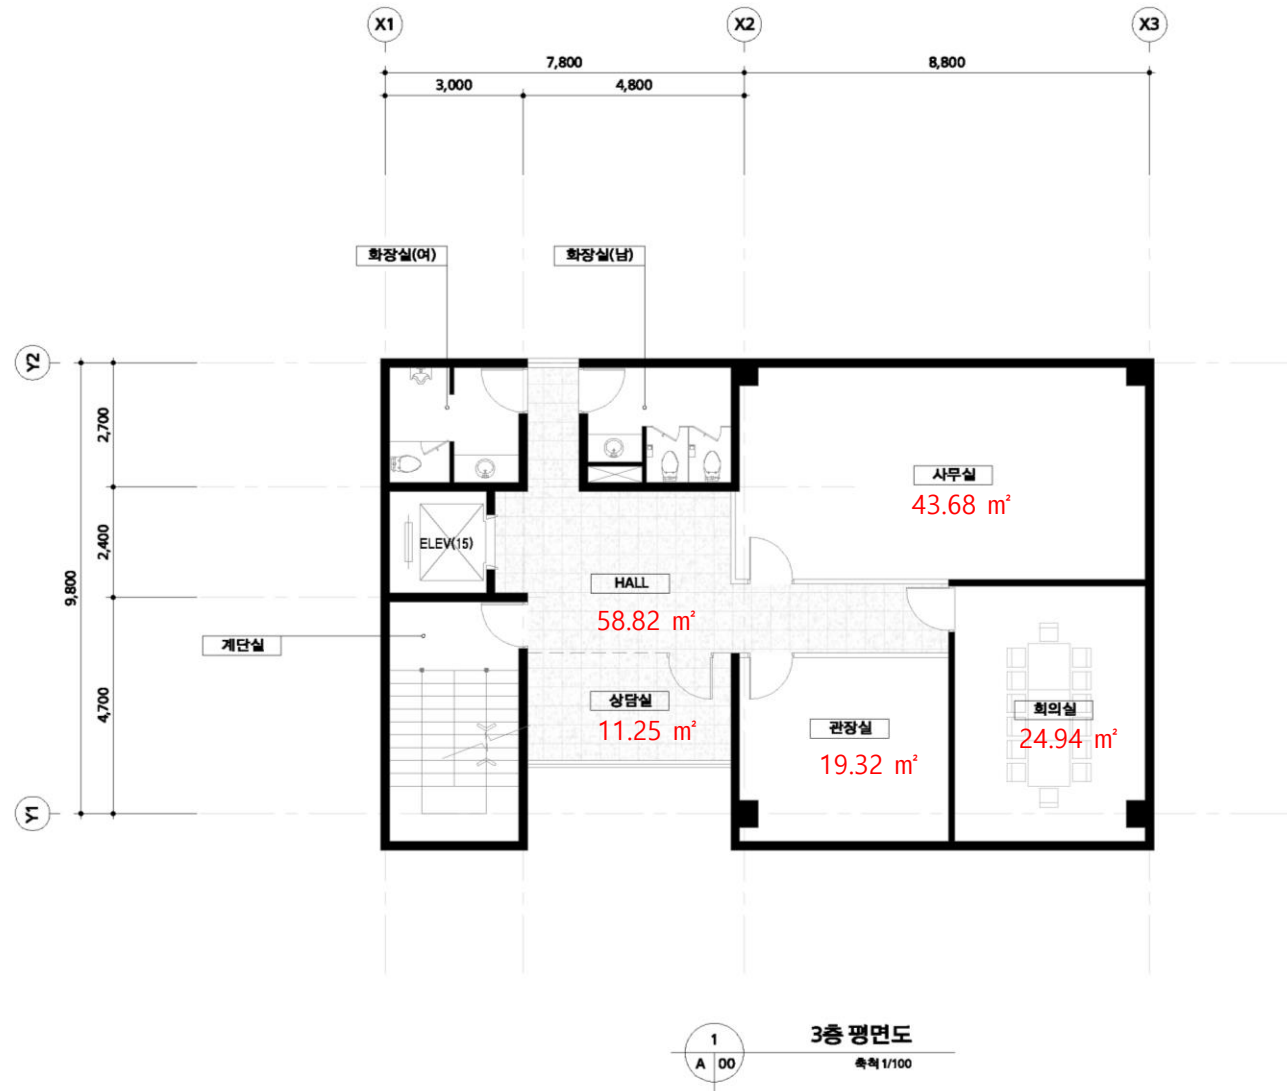 X1
X2
X3
7,800
8,800
3,000
4,800
화장실(여)
화장실(남)
Y2
2,700
사무실
43.68 ㎡
2,400
ELEV(15)
9,800
HALL
58.82 ㎡
계단실
4,700
상담실
11.25 ㎡
관장실
19.32 ㎡
회의실
24.94 ㎡
Y1
1
A 00
3층 평면도
축척 1/100